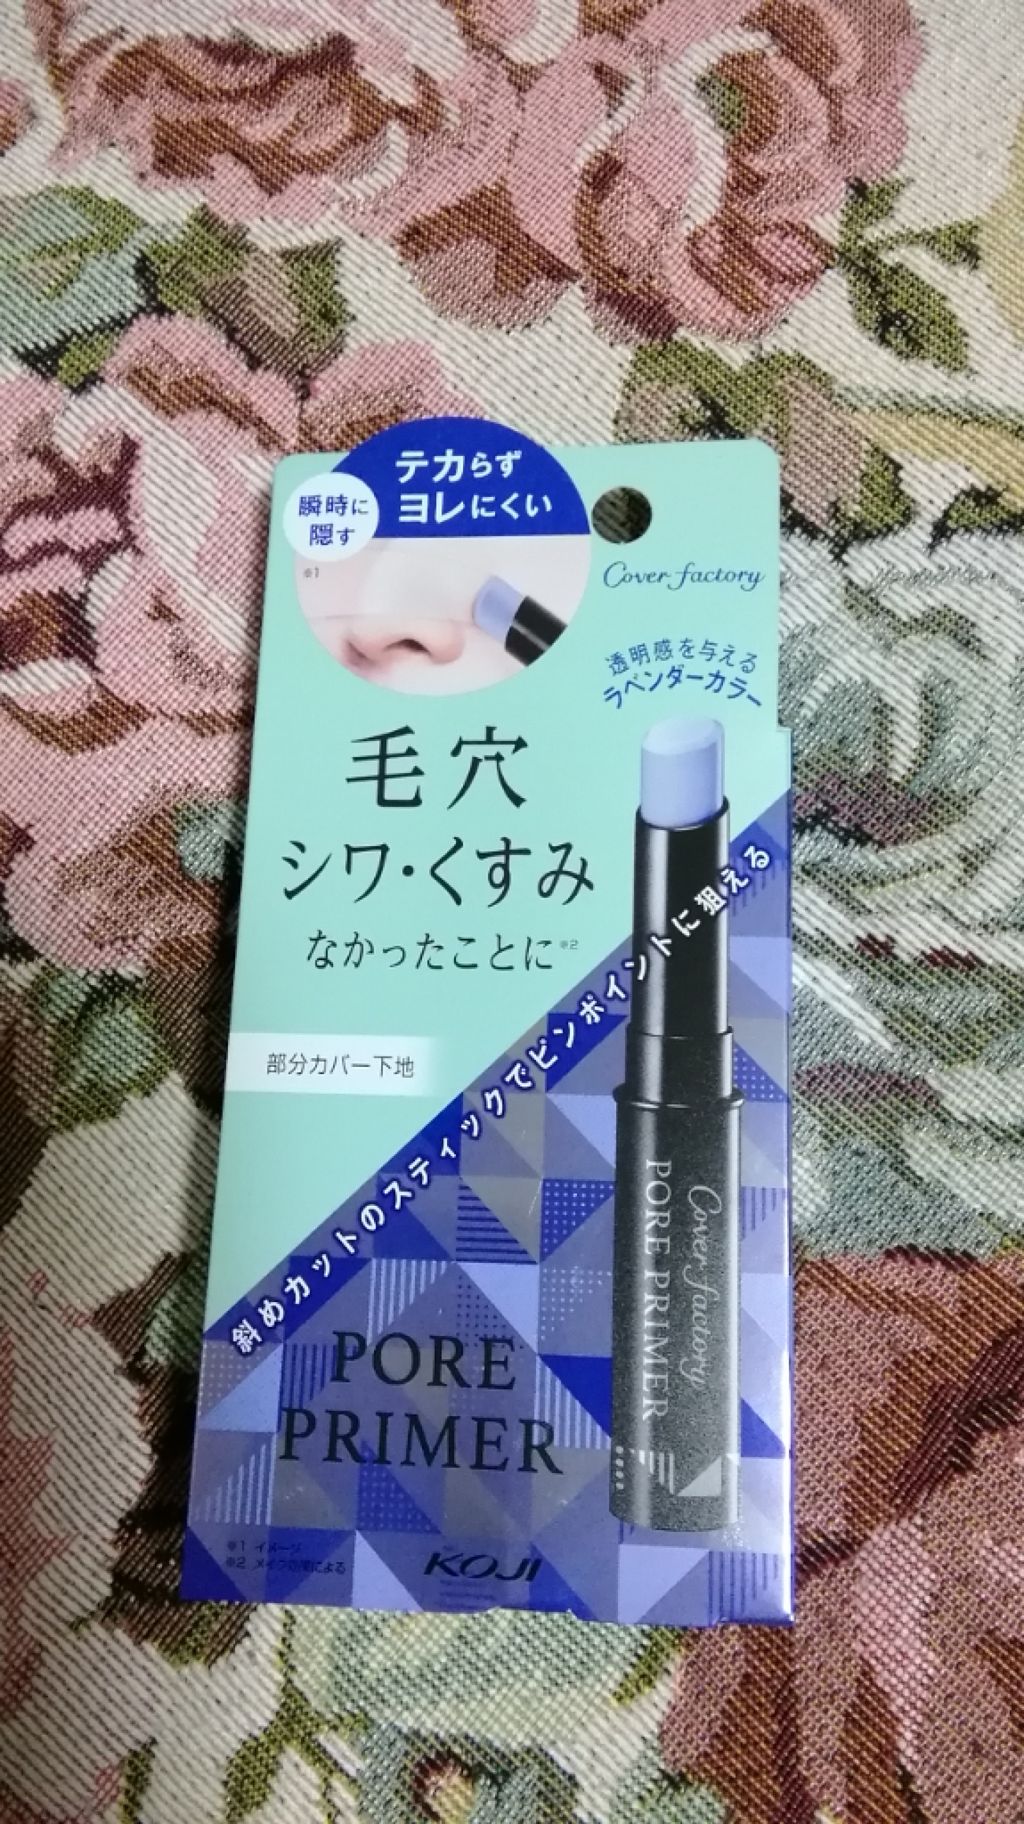 テカらず
ヨレにくい
瞬時に
隠す
※1
Cover factory
透明感を与える
ラベンダーカラー
毛穴
シワ・くすみ
なかったことに※2
部分カバー下地
斜めカットのスティックでピンポイントに狙える
Cover factory
PORE PRIMER
PORE
PRIMER
※1 イメージ
※2 メイク効果による
KOJI